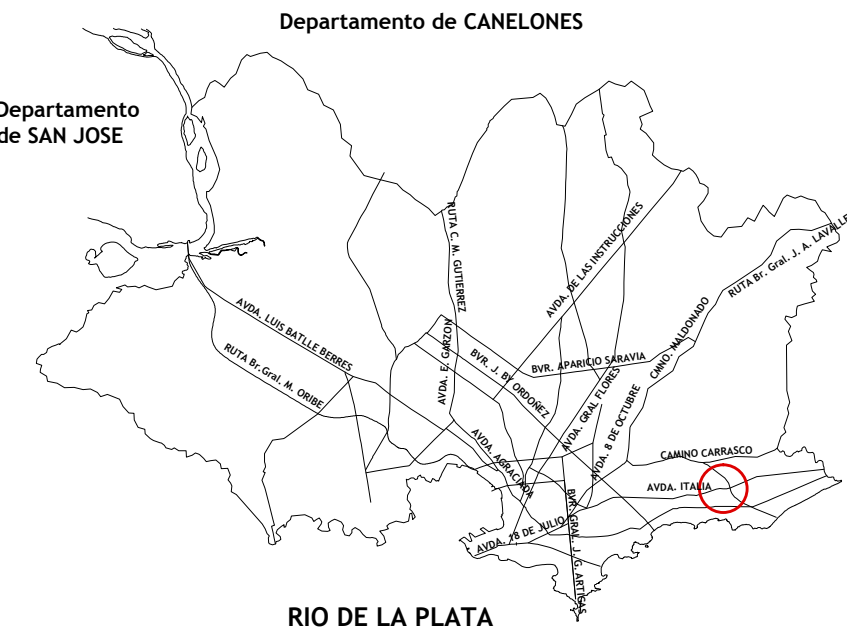 Departamento de CANELONES
Departamento
de SAN JOSE
RUTA C. M. GUTIERREZ
AVDA. DE LAS INSTRUCCIONES
RUTA Br. Gral. J. A. LAVALLE
AVDA. LUIS BATLLE BERRES
RUTA Br.Gral. M. ORIBE
AVDA. E. GARZON
BVR. J. BY ORDOÑEZ
BVR. APARICIO SARAVIA
CMNO. MALDONADO
AVDA. GRAL FLORES
AVDA. 8 DE OCTUBRE
AVDA. AGRACIADA
CAMINO CARRASCO
AVDA. ITALIA
AVDA. 18 DE JULIO
BVR. GRAL. J. G. ARTIGAS
RIO DE LA PLATA